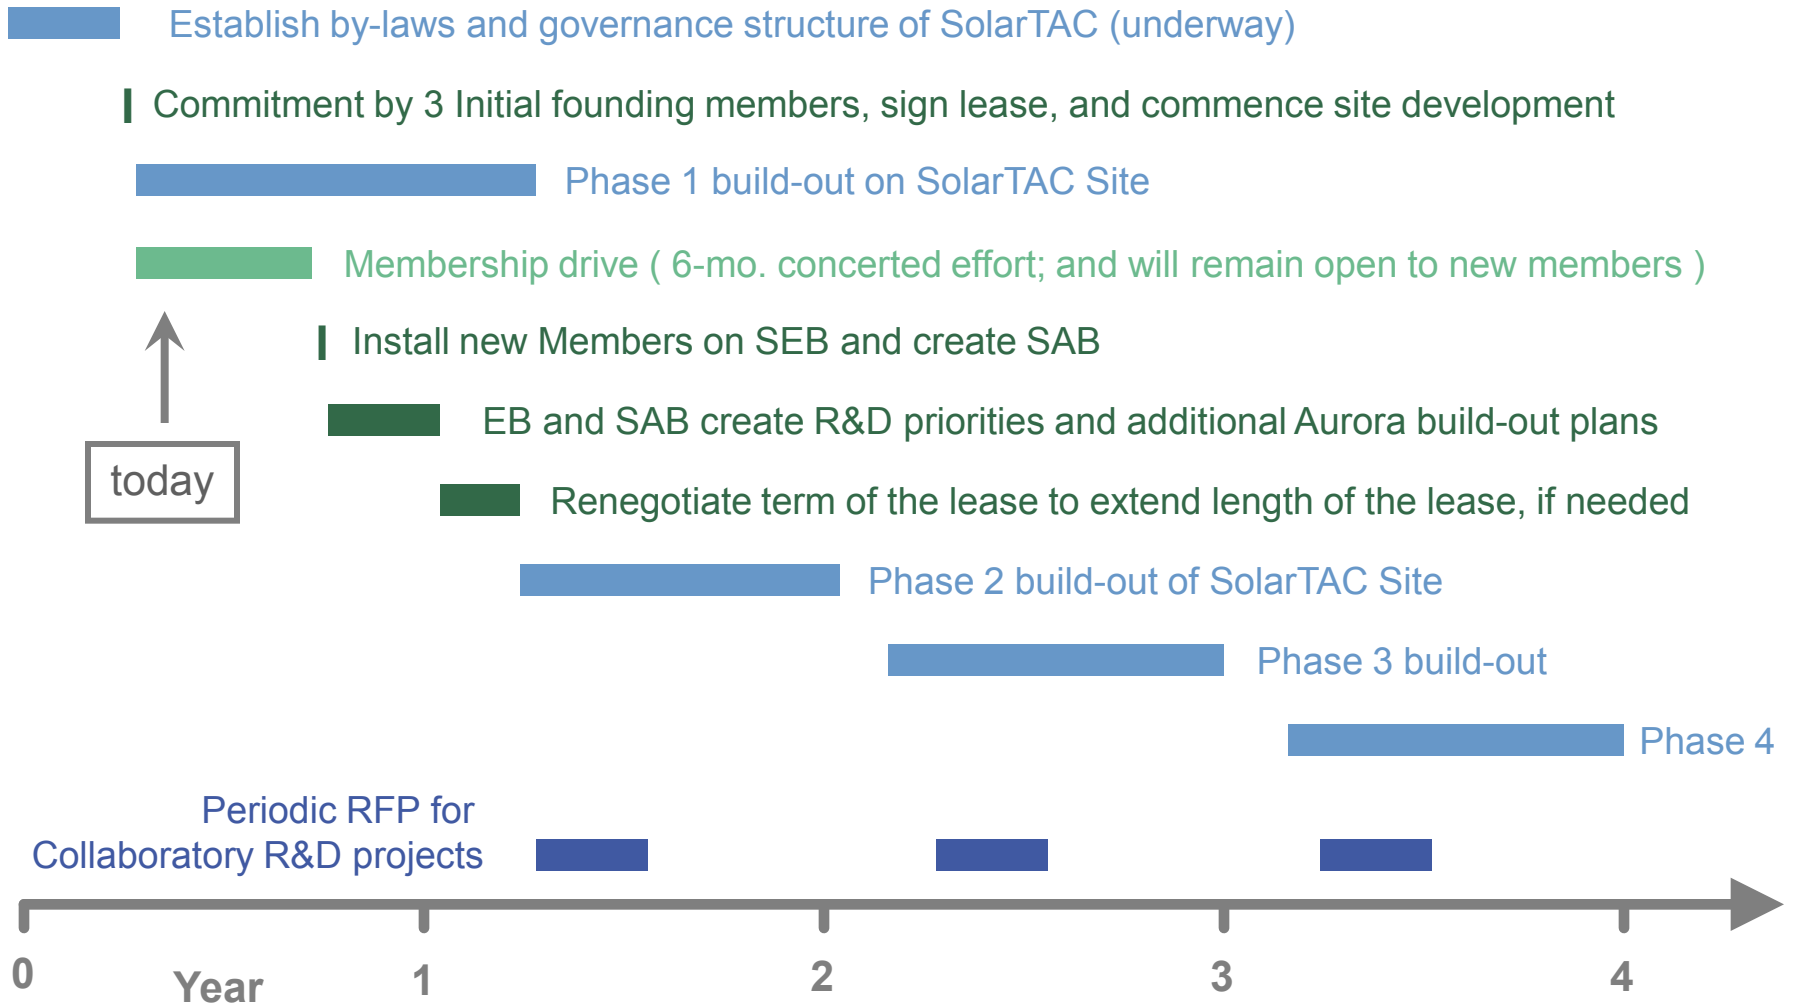 Establish by-laws and governance structure of SolarTAC (underway)
Commitment by 3 Initial founding members, sign lease, and commence site development
Phase 1 build-out on SolarTAC Site
Membership drive ( 6-mo. concerted effort; and will remain open to new members )
Install new Members on SEB and create SAB
EB and SAB create R&D priorities and additional Aurora build-out plans
today
Renegotiate term of the lease to extend length of the lease, if needed
Phase 2 build-out of SolarTAC Site
Phase 3 build-out
Phase 4
Periodic RFP for
Collaboratory R&D projects
0 1 2 3 4
Year